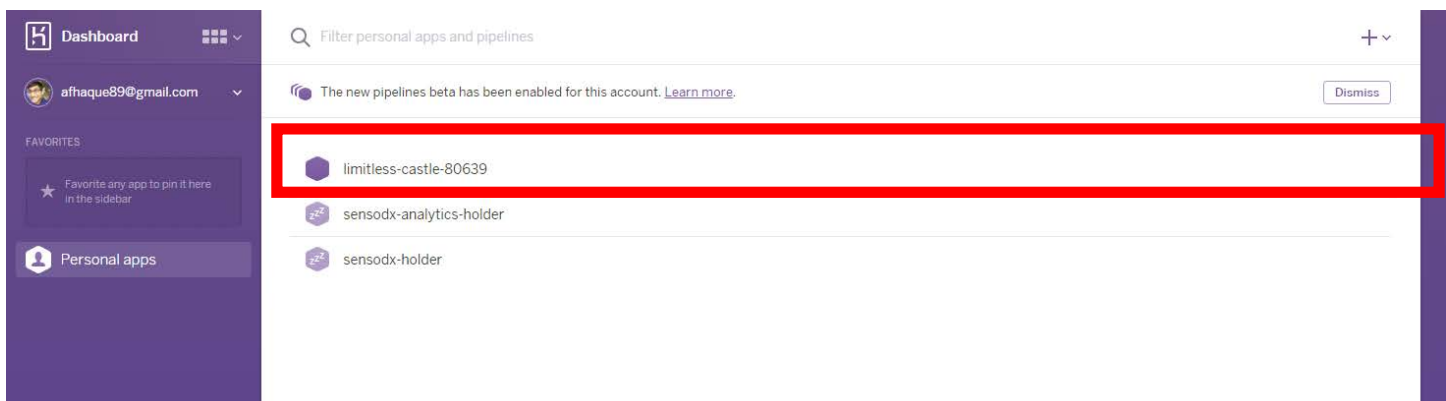 Dashboard
Filter personal apps and pipelines
afhaque89@gmail.com
The new pipelines beta has been enabled for this account. Learn more.
Dismiss
FAVORITES
Favorite any app to pin it here
in the sidebar
Personal apps
limitless-castle-80639
zzz
sensodx-analytics-holder
zzz
sensodx-holder